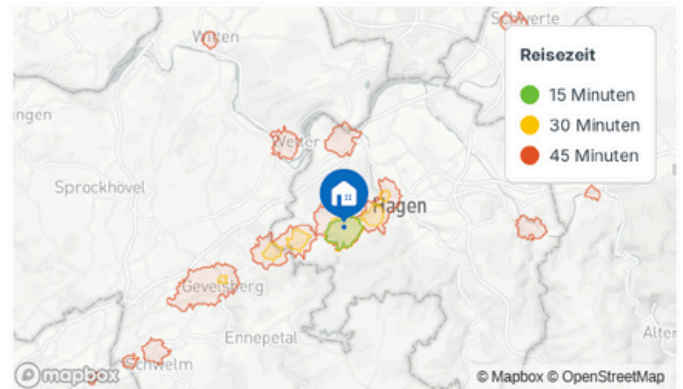 Schwerte
Witten
Reisezeit
15 Minuten
30 Minuten
45 Minuten
ngen
Wetter
Sprockhövel
Hagen
Gevelsberg
Ennepetal
Alter
Schwelm
mapbox
© Mapbox © OpenStreetMap